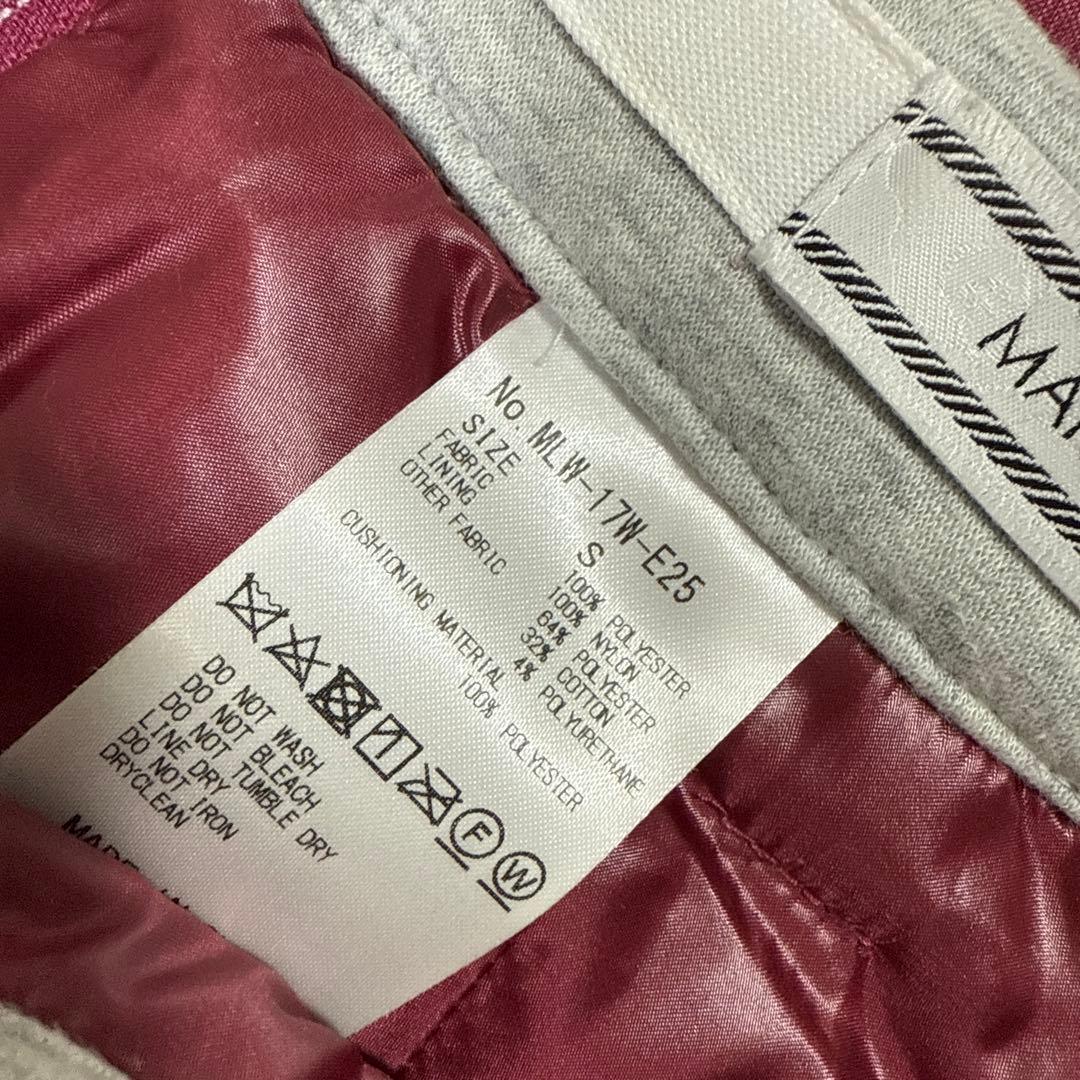 No. MLW-17W-E25
SIZE S
FABRIC 100% POLYESTER
LINING 100% NYLON
OTHER FABRIC 64% POLYESTER
32% COTTON
4% POLYURETHANE
CUSHIONING MATERIAL 100% POLYESTER
F W
DO NOT WASH
DO NOT BLEACH
DO NOT TUMBLE DRY
LINE DRY
DO NOT IRON
DRYCLEAN